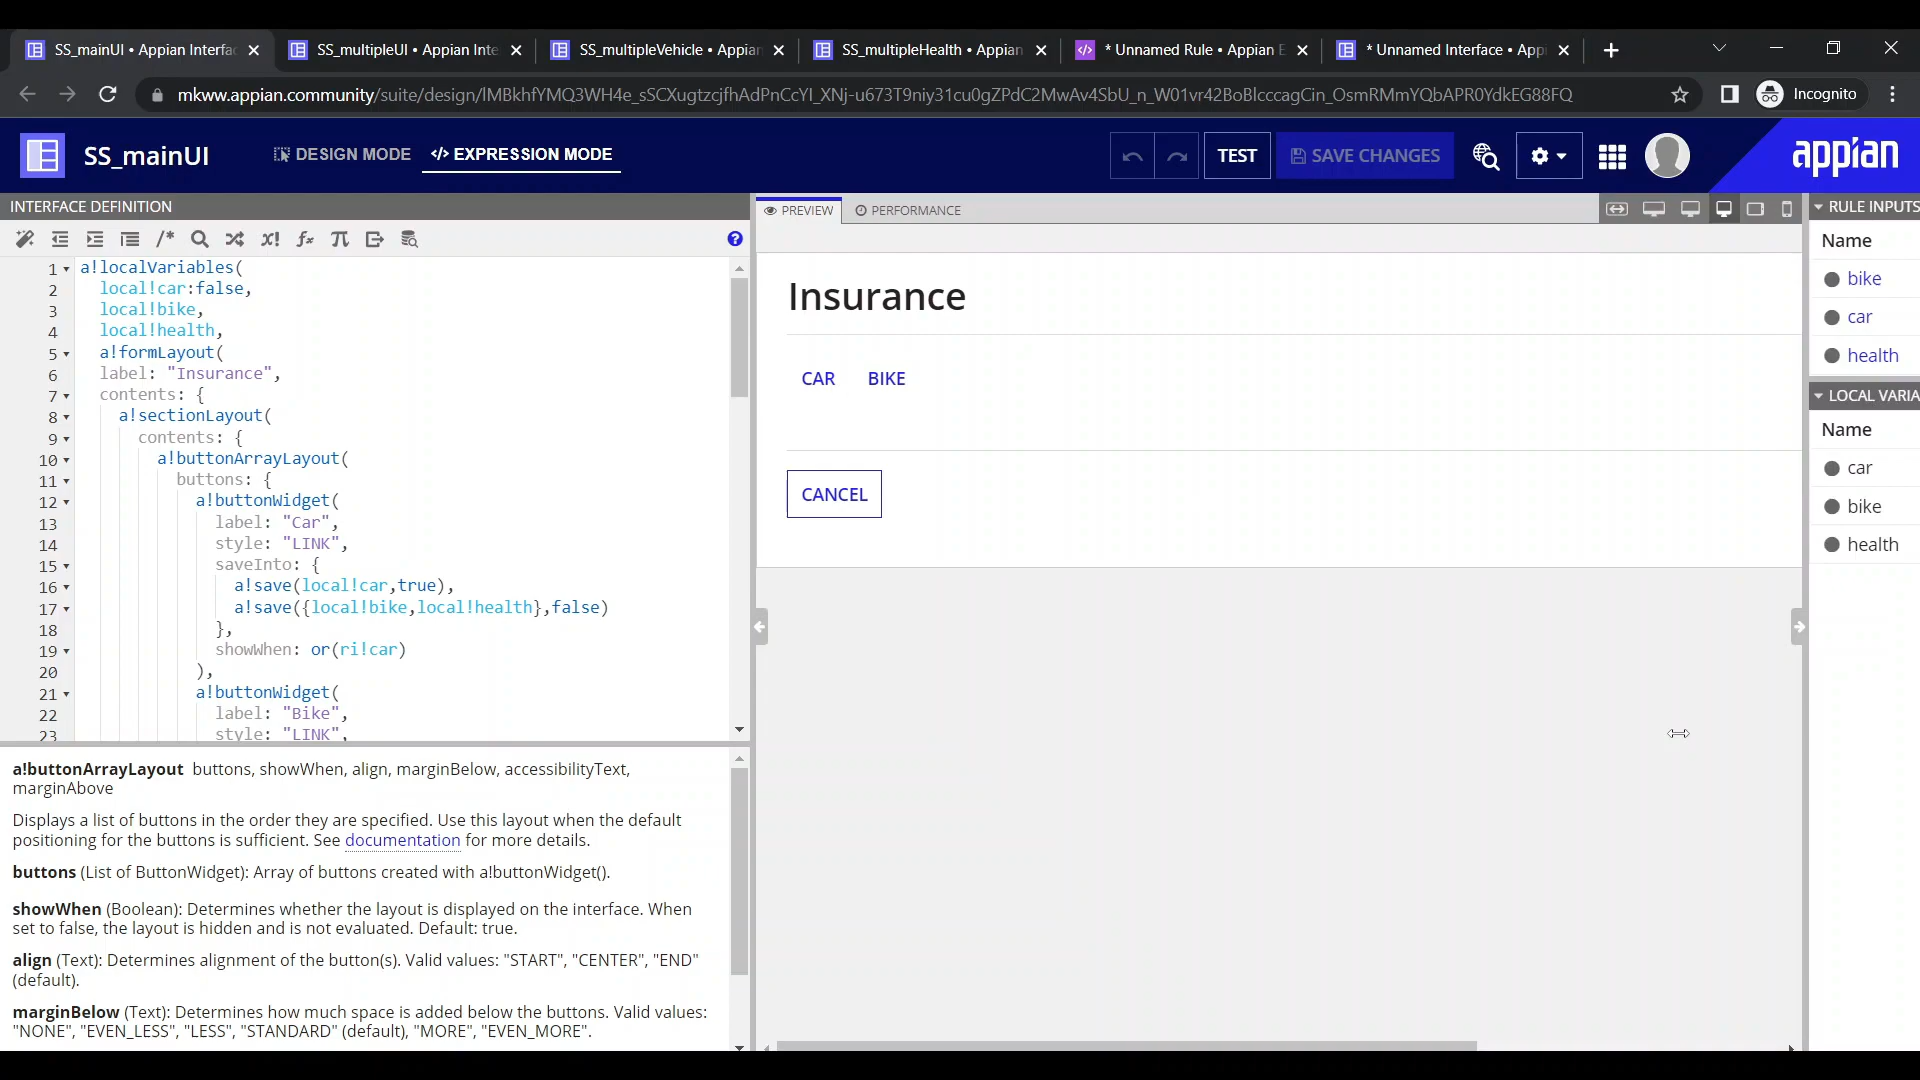 SS_mainUI • Appian Interfac
SS_multipleUI • Appian Inte
SS_multipleVehicle • Appian
SS_multipleHealth • Appian
* Unnamed Rule • Appian E
* Unnamed Interface • Appi
mkww.appian.community/suite/design/lMBkhfYMQ3WH4e_sSCXugtzcjfhAdPnCcYI_XNj-u673T9niy31cu0gZPdC2MwAv4SbU_n_W01vr42BoBlcccagCin_OsmRMmYQbAPR0YdkEG88FQ
Incognito
SS_mainUI
DESIGN MODE
</> EXPRESSION MODE
TEST
SAVE CHANGES
appian
INTERFACE DEFINITION
1 a!localVariables(
2 local!car:false,
3 local!bike,
4 local!health,
5 a!formLayout(
6 label: "Insurance",
7 contents: {
8 a!sectionLayout(
9 contents: {
10 a!buttonArrayLayout(
11 buttons: {
12 a!buttonWidget(
13 label: "Car",
14 style: "LINK",
15 saveInto: {
16 a!save(local!car,true),
17 a!save({local!bike,local!health},false)
18 },
19 showWhen: or(ri!car)
20 ),
21 a!buttonWidget(
22 label: "Bike",
23 style: "LINK",
a!buttonArrayLayout buttons, showWhen, align, marginBelow, accessibilityText,
marginAbove
Displays a list of buttons in the order they are specified. Use this layout when the default
positioning for the buttons is sufficient. See documentation for more details.
buttons (List of ButtonWidget): Array of buttons created with a!buttonWidget().
showWhen (Boolean): Determines whether the layout is displayed on the interface. When
set to false, the layout is hidden and is not evaluated. Default: true.
align (Text): Determines alignment of the button(s). Valid values: "START", "CENTER", "END"
(default).
marginBelow (Text): Determines how much space is added below the buttons. Valid values:
"NONE", "EVEN_LESS", "LESS", "STANDARD" (default), "MORE", "EVEN_MORE".
PREVIEW
PERFORMANCE
Insurance
CAR
BIKE
CANCEL
RULE INPUTS
Name
bike
car
health
LOCAL VARIA
Name
car
bike
health